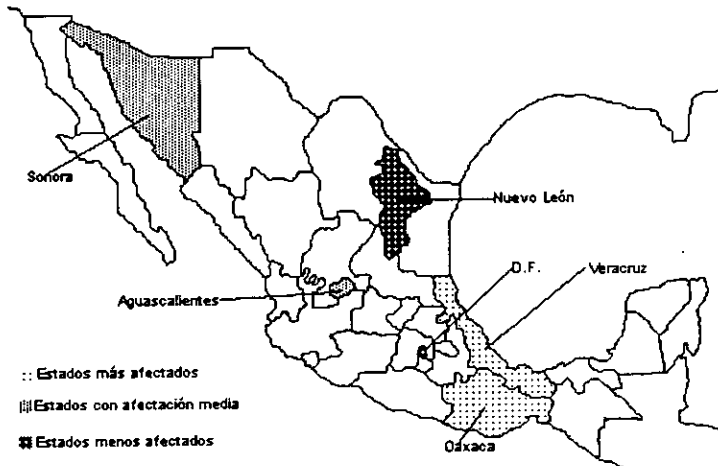 Sonora
Nuevo León
D.F.
Veracruz
Aguascalientes
Estados más afectados
Estados con afectación media
Estados menos afectados
Oaxaca